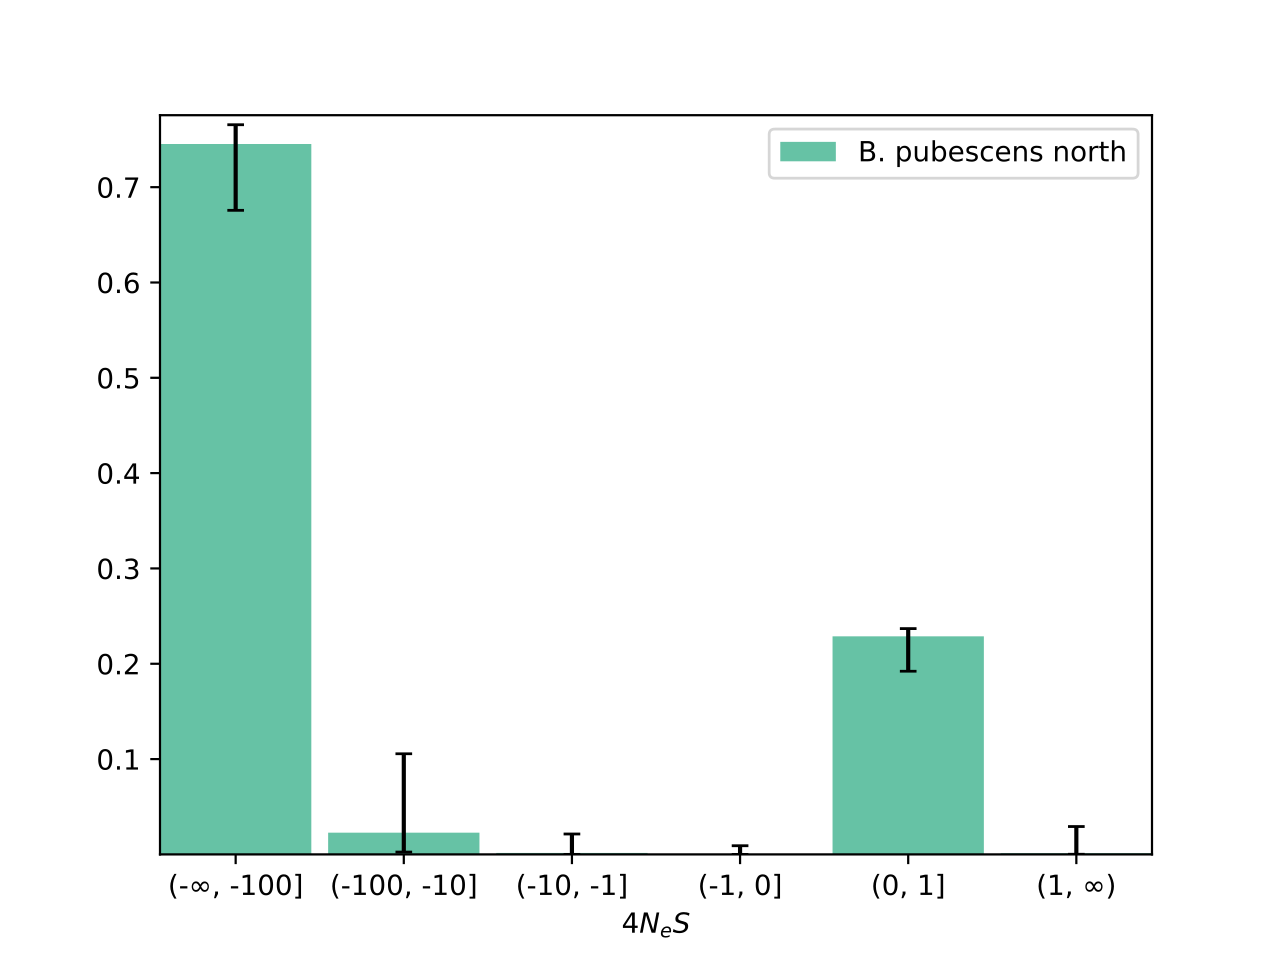 B. pubescens north
0.7
0.6
0.5
0.4
0.3
0.2
0.1
(-∞, -100] (-100, -10] (-10, -1] (-1, 0] (0, 1] (1, ∞)
4NₑS